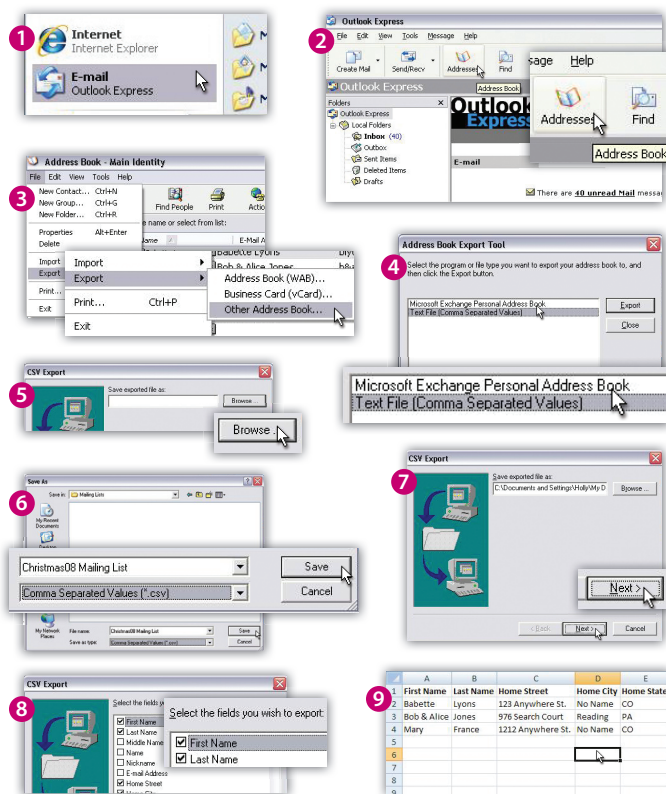 1
Internet
Internet Explorer
E-mail
Outlook Express
2
Outlook Express
File Edit View Tools Message Help
Create Mail Send/Recv Addresses Find
Address Book
Outlook Express
Folders ×
Outlook Express
Local Folders
Inbox (40)
Outbox
Sent Items
Deleted Items
Drafts
Outlook
Express
E-mail
There are 40 unread Mail
sage Help
Addresses Find
Address Book
3
Address Book - Main Identity
File Edit View Tools Help
New Contact... Ctrl+N
New Group... Ctrl+G
New Folder... Ctrl+R
Properties Alt+Enter
Delete
Import
Export
Print...
Exit
Find People Print
name or select from list:
E-Mail A
Babette Lyons
Bob & Alice Jones
Import
Export
Print... Ctrl+P
Exit
Address Book (WAB)...
Business Card (vCard)...
Other Address Book...
4
Address Book Export Tool
Select the program or file type you want to export your address book to, and
then click the Export button.
Microsoft Exchange Personal Address Book
Text File (Comma Separated Values)
Export
Close
Microsoft Exchange Personal Address Book
Text File (Comma Separated Values)
5
CSV Export
Save exported file as:
Browse ...
Browse ..
6
Save As
Save in: Mailing Lists
My Recent
Documents
Desktop
Christmas08 Mailing List
Comma Separated Values (*.csv)
Save
Cancel
My Network
Places
File name: Christmas08 Mailing List Save
Save as type: Comma Separated Values (*.csv) Cancel
7
CSV Export
Save exported file as:
C:\Documents and Settings\Holly\My D Browse ...
Next >
< Back Next > Cancel
8
CSV Export
Select the fields y
First Name
Last Name
Middle Name
Name
Nickname
E-mail Address
Home Street
Home City
Select the fields you wish to export:
First Name
Last Name
9
A B C D E
1 First Name Last Name Home Street Home City Home State
2 Babette Lyons 123 Anywhere St. No Name CO
3 Bob & Alice Jones 976 Search Court Reading PA
4 Mary France 1212 Anywhere St. No Name CO
5
6
7
8
9